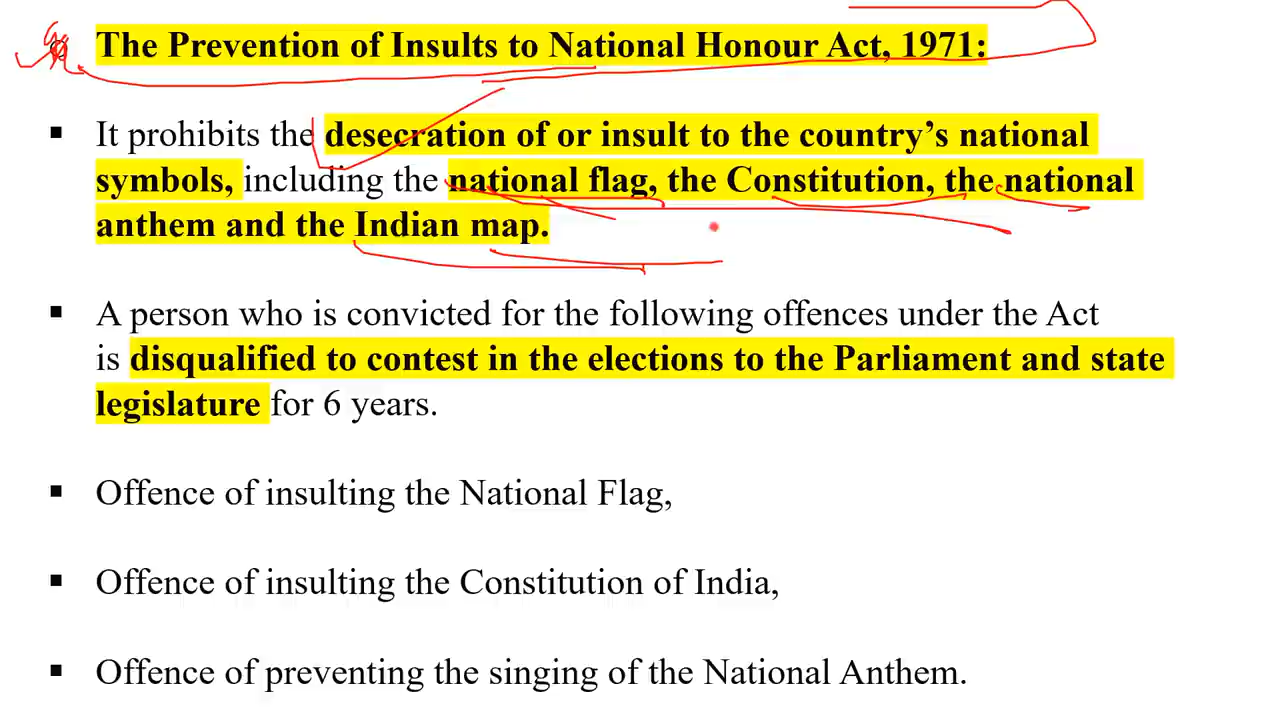 The Prevention of Insults to National Honour Act, 1971:
▪ It prohibits the desecration of or insult to the country’s national
symbols, including the national flag, the Constitution, the national
anthem and the Indian map.
▪ A person who is convicted for the following offences under the Act
is disqualified to contest in the elections to the Parliament and state
legislature for 6 years.
▪ Offence of insulting the National Flag,
▪ Offence of insulting the Constitution of India,
▪ Offence of preventing the singing of the National Anthem.